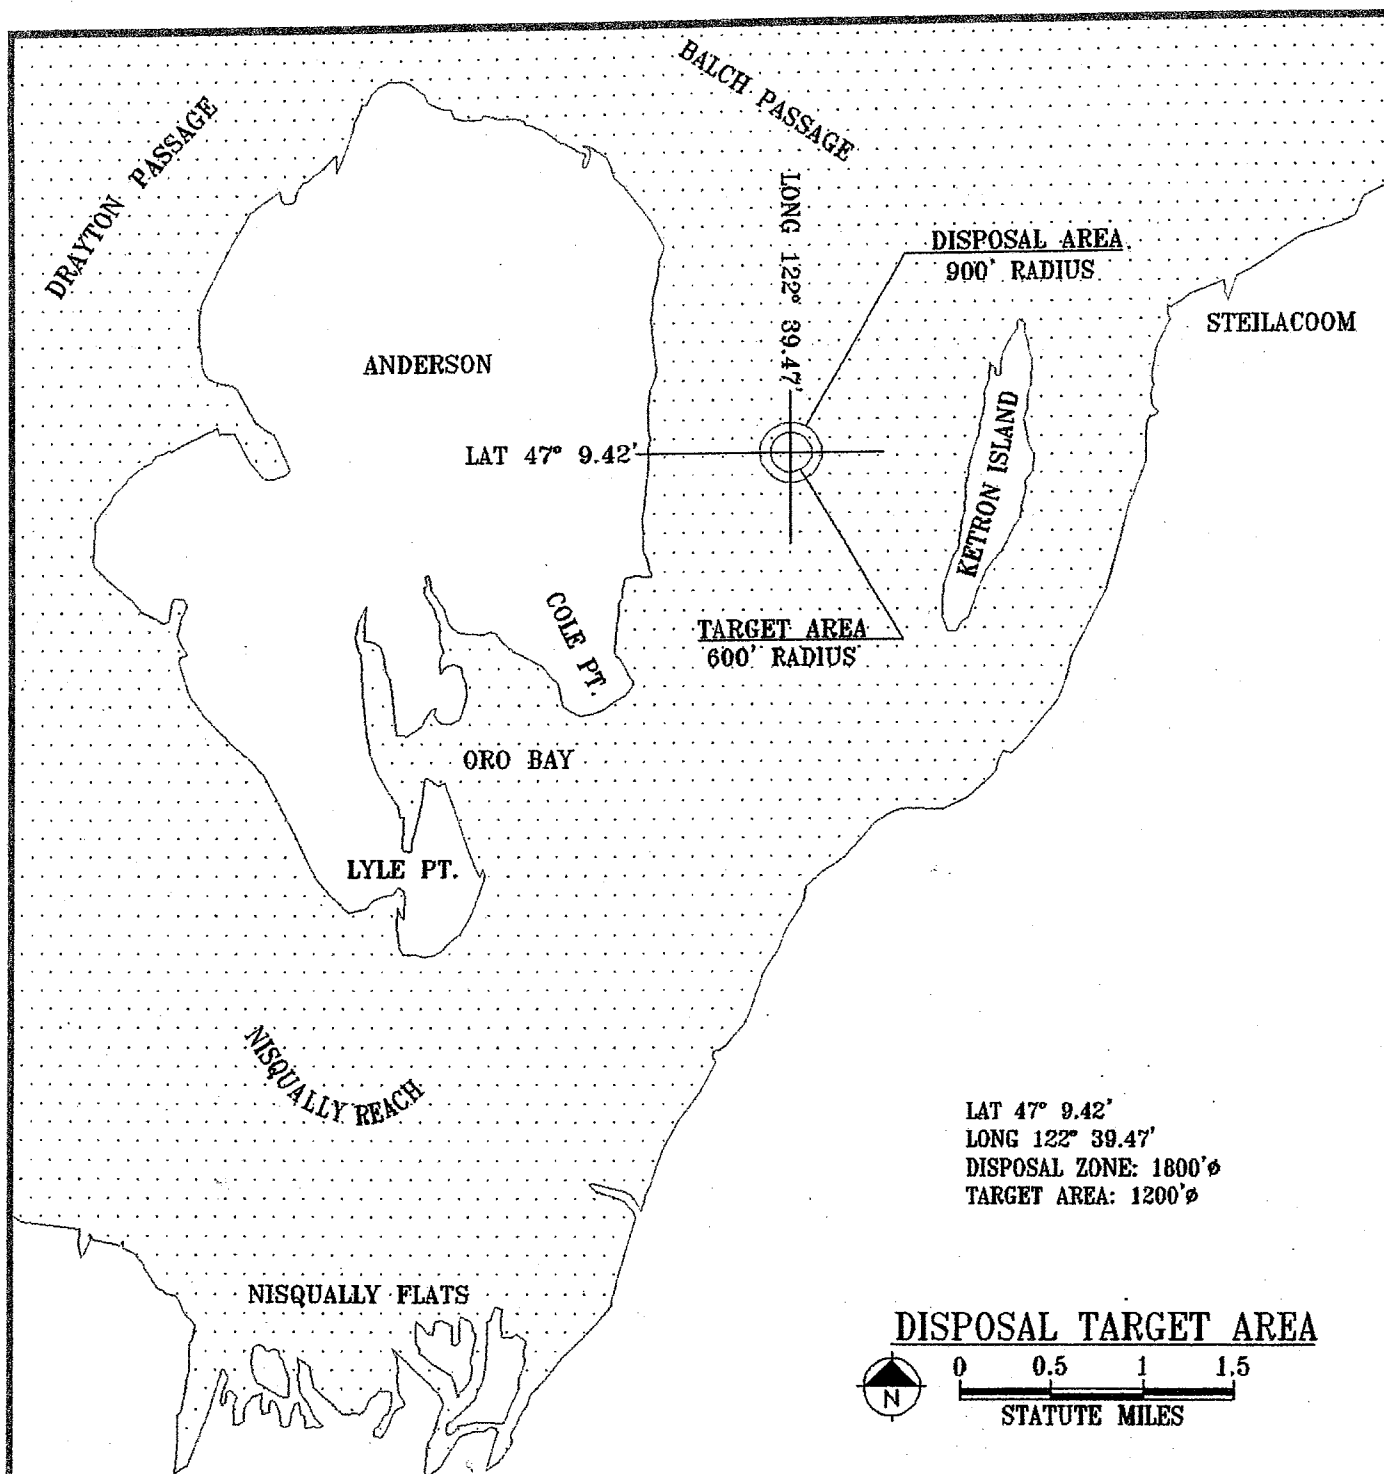 BALCH PASSAGE
DRAYTON PASSAGE
LONG 122° 39.47'
DISPOSAL AREA
900' RADIUS
STEILACOOM
ANDERSON
LAT 47° 9.42'
KETRON ISLAND
COLE PT.
TARGET AREA
600' RADIUS
ORO BAY
LYLE PT.
NISQUALLY REACH
LAT 47° 9.42'
LONG 122° 39.47'
DISPOSAL ZONE: 1800'ø
TARGET AREA: 1200'ø
NISQUALLY FLATS
DISPOSAL TARGET AREA
0 0.5 1 1.5
N
STATUTE MILES